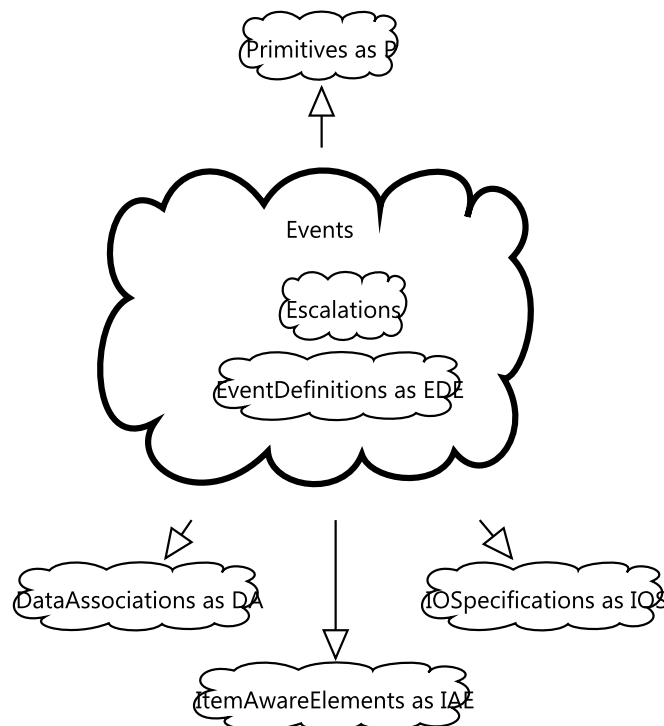 Primitives as P
Events
Escalations
EventDefinitions as EDE
DataAssociations as DA
IOSpecifications as IOS
ItemAwareElements as IAE